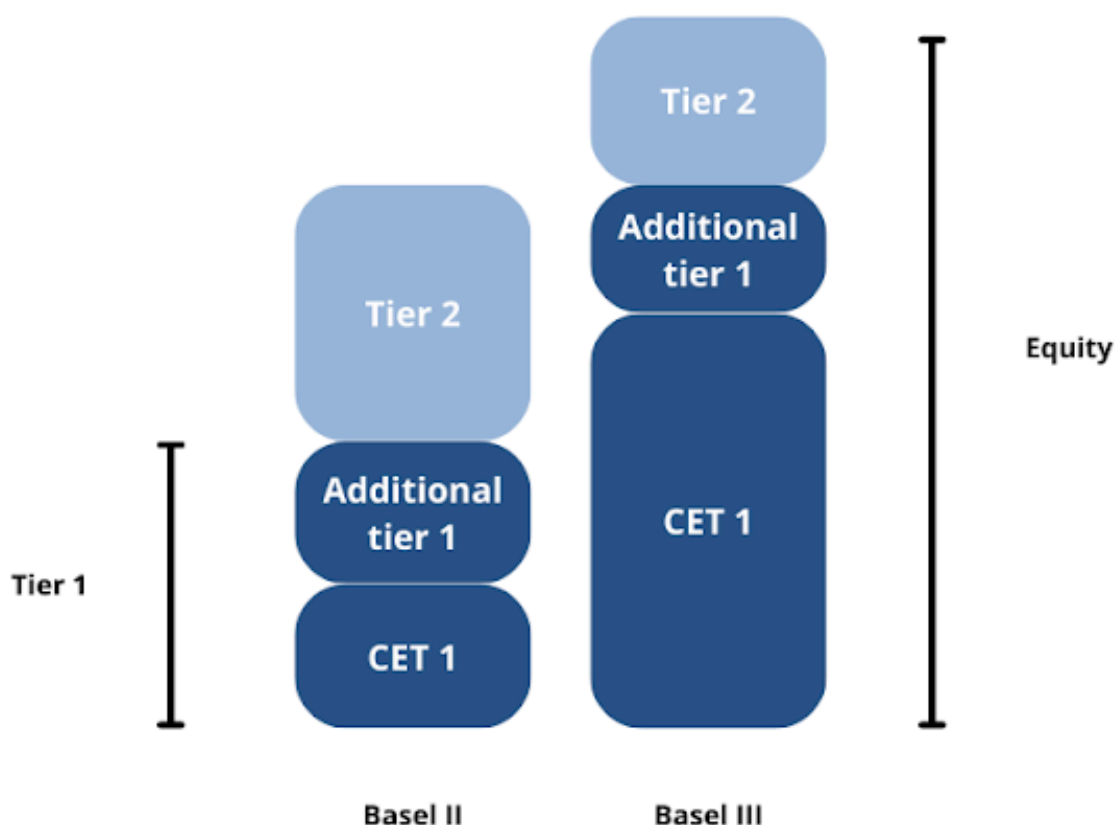 Tier 2
Additional
tier 1
CET 1
Equity
Tier 2
Additional
tier 1
CET 1
Tier 1
Basel II
Basel III